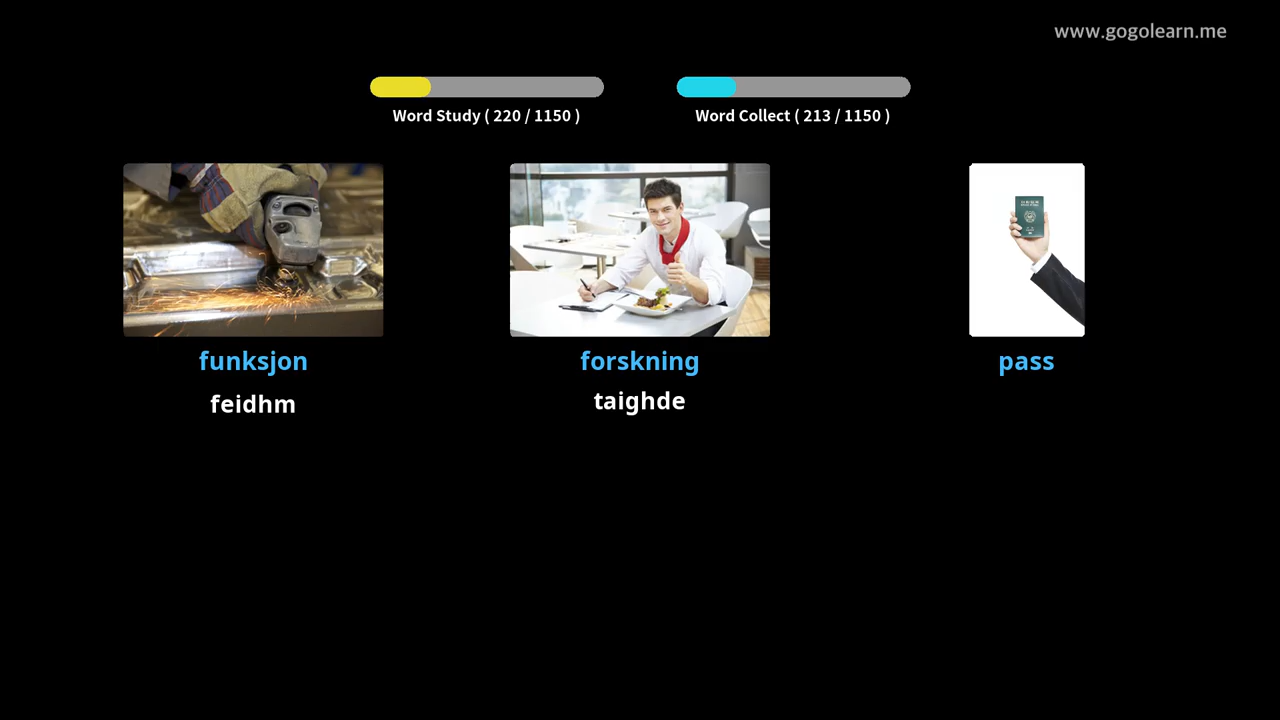 www.gogolearn.me
Word Study ( 220 / 1150 )
Word Collect ( 213 / 1150 )
funksjon
forskning
pass
feidhm
taighde